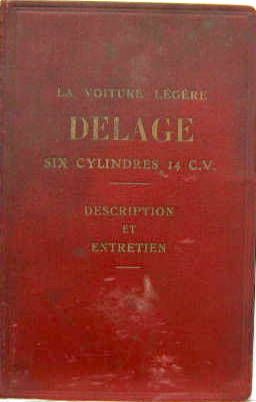 LA VOITURE LÉGÈRE
DELAGE
SIX CYLINDRES 14 C.V.
DESCRIPTION
ET
ENTRETIEN